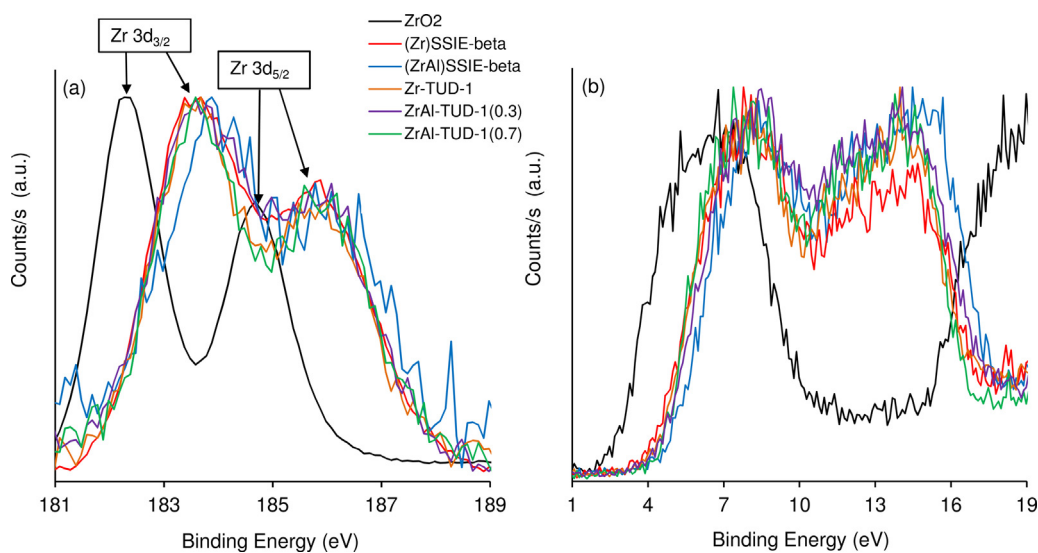 Zr 3d3/2
Zr 3d5/2
ZrO2
(Zr)SSIE-beta
(ZrAl)SSIE-beta
Zr-TUD-1
ZrAl-TUD-1(0.3)
ZrAl-TUD-1(0.7)
(a)
Counts/s (a.u.)
181 183 185 187 189
Binding Energy (eV)
(b)
Counts/s (a.u.)
1 4 7 10 13 16 19
Binding Energy (eV)